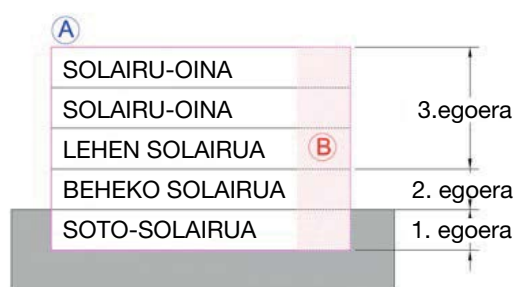 A
SOLAIRU-OINA
SOLAIRU-OINA
3.egoera
LEHEN SOLAIRUA
B
BEHEKO SOLAIRUA
2. egoera
SOTO-SOLAIRUA
1. egoera